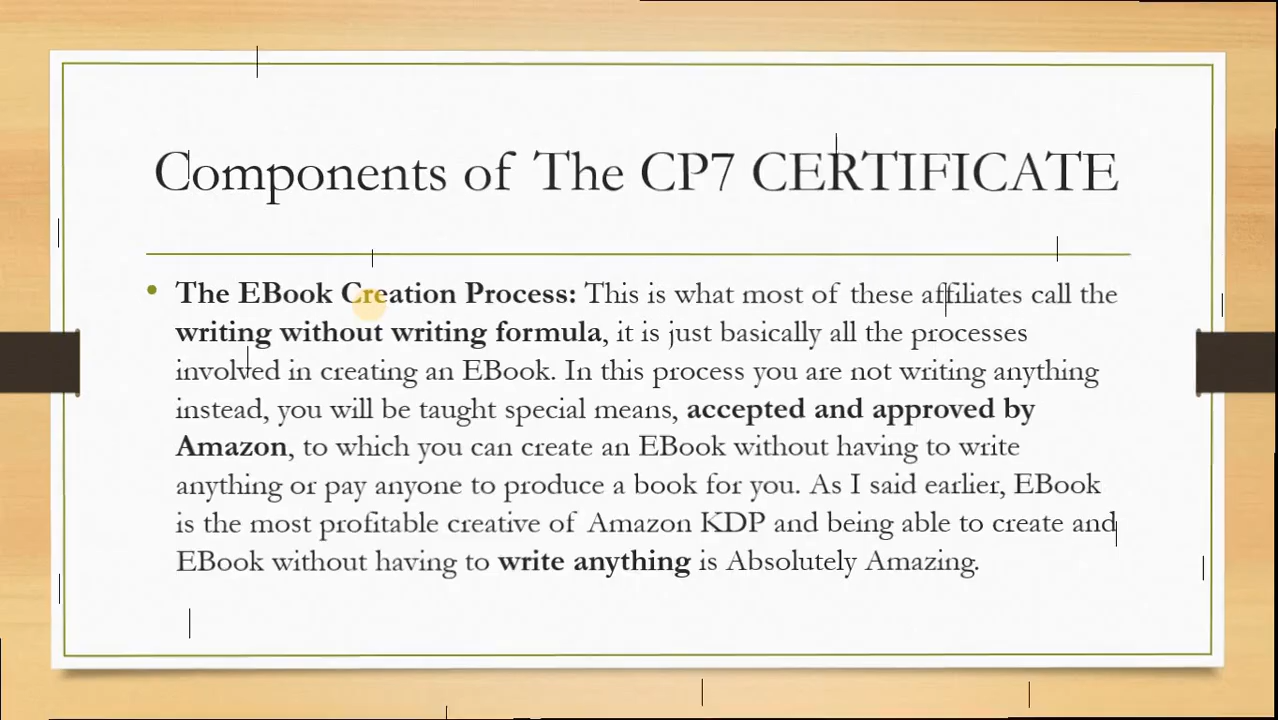 Components of The CP7 CERTIFICATE
• The EBook Creation Process: This is what most of these affiliates call the
writing without writing formula, it is just basically all the processes
involved in creating an EBook. In this process you are not writing anything
instead, you will be taught special means, accepted and approved by
Amazon, to which you can create an EBook without having to write
anything or pay anyone to produce a book for you. As I said earlier, EBook
is the most profitable creative of Amazon KDP and being able to create and
EBook without having to write anything is Absolutely Amazing.